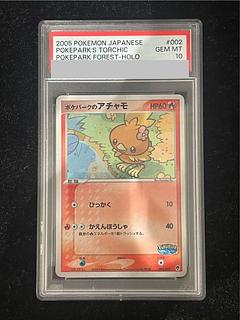 2005 POKEMON JAPANESE #002
POKEPARK'S TORCHIC GEM MT
POKEPARK FOREST-HOLO 10
ポケパークのアチャモ HP60
ひっかく 10
かえんほうしゃ 40